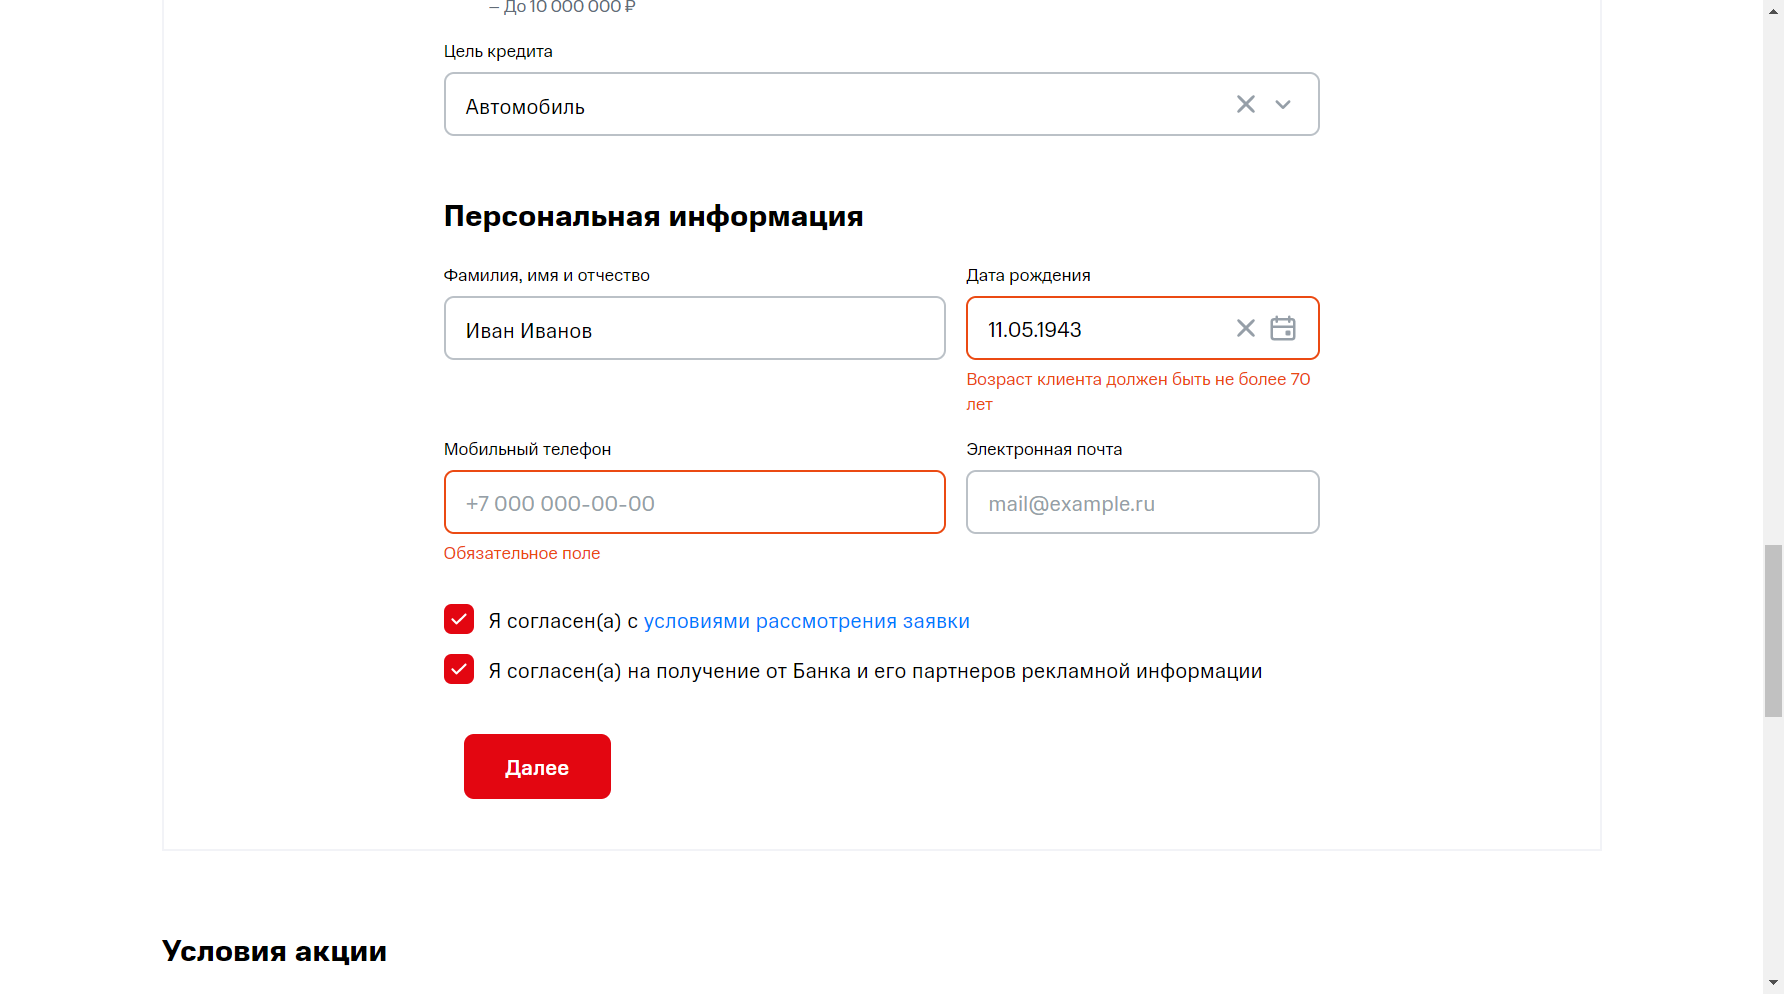 – До 10 000 000 ₽
Цель кредита
Автомобиль
Персональная информация
Фамилия, имя и отчество
Дата рождения
Иван Иванов
11.05.1943
Возраст клиента должен быть не более 70
лет
Мобильный телефон
Электронная почта
+7 000 000-00-00
mail@example.ru
Обязательное поле
Я согласен(а) с условиями рассмотрения заявки
Я согласен(а) на получение от Банка и его партнеров рекламной информации
Далее
Условия акции